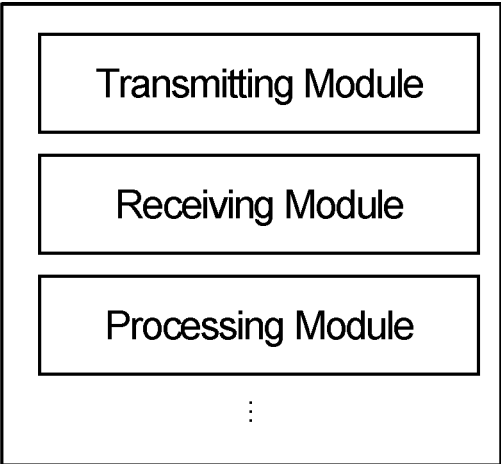 Transmitting Module
Receiving Module
Processing Module
⋮